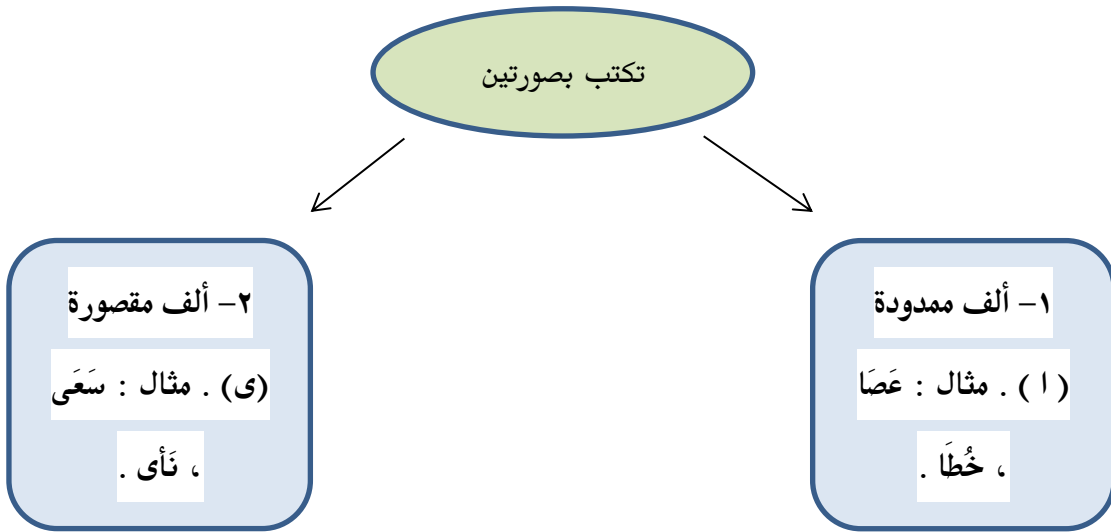 تكتب بصورتين
١- ألف ممدودة
( ا ) . مثال : عَصَا
، خُطَا .
٢- ألف مقصورة
(ى) . مثال : سَعَى
، نَأى .